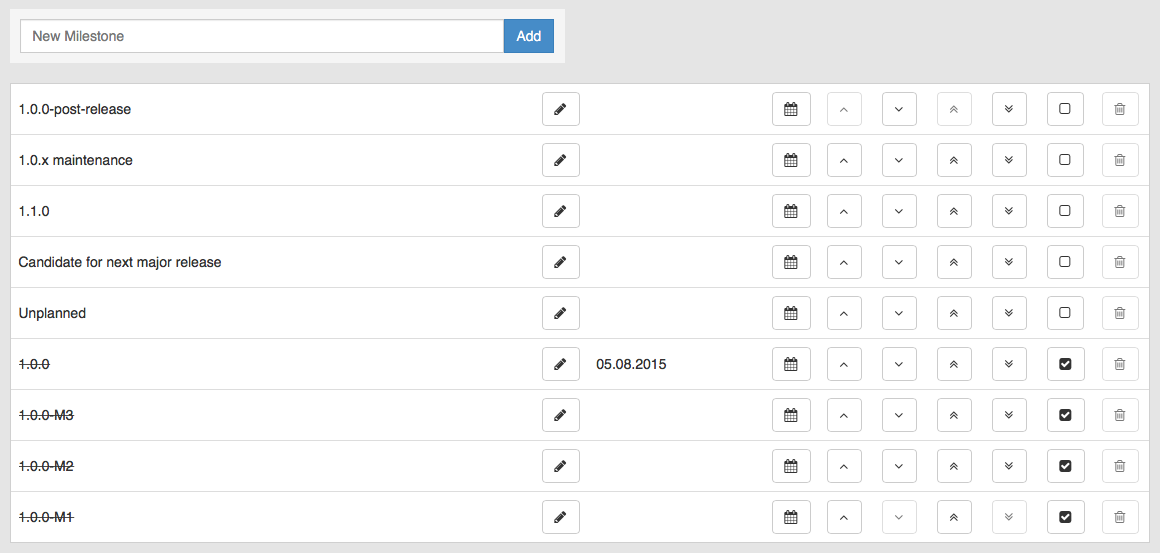 New Milestone
Add
1.0.0-post-release
1.0.x maintenance
1.1.0
Candidate for next major release
Unplanned
1.0.0 05.08.2015
1.0.0-M3
1.0.0-M2
1.0.0-M1